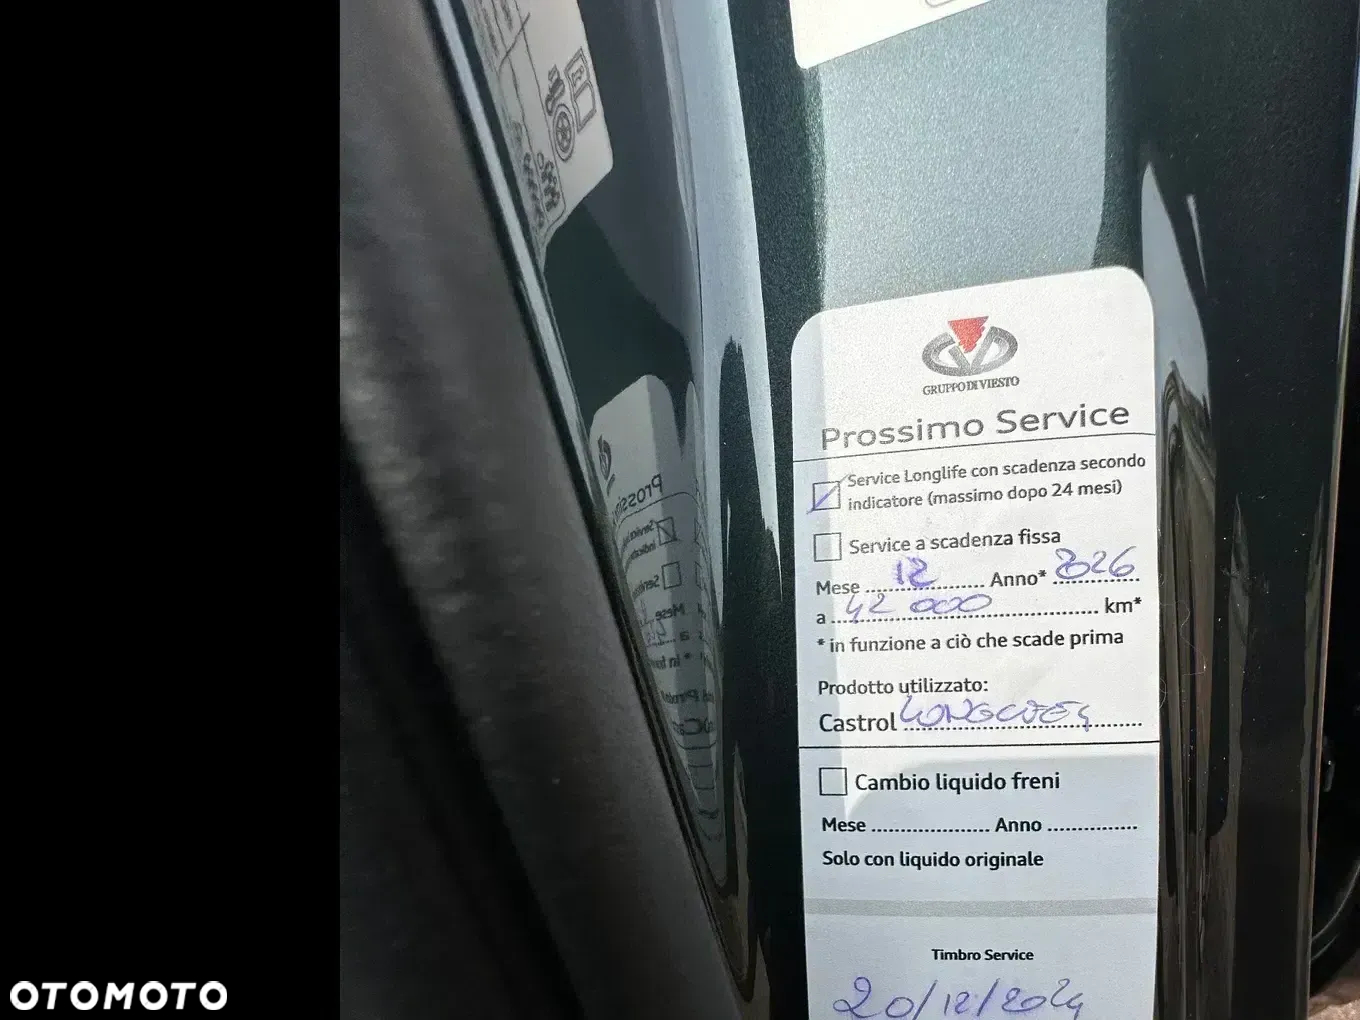 GRUPPO DI VIESTO
Prossimo Service
Service Longlife con scadenza secondo
indicatore (massimo dopo 24 mesi)
Service a scadenza fissa
Mese 12 Anno* 2026
a 42 000 km*
* in funzione a ciò che scade prima
Prodotto utilizzato:
Castrol
Cambio liquido freni
Mese .................... Anno ...............
Solo con liquido originale
Timbro Service
20/12/2024
OTOMOTO